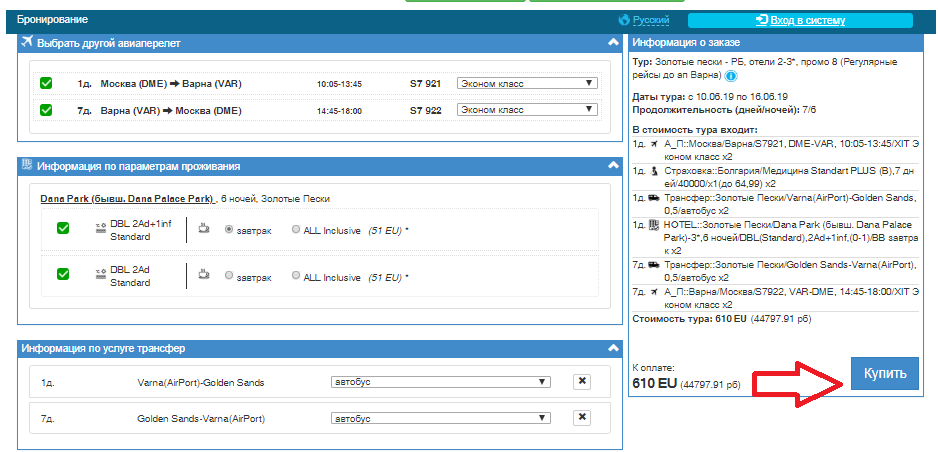 Бронирование
Русский
Вход в систему
Выбрать другой авиаперелет
1д. Москва (DME) ➡ Варна (VAR) 10:05-13:45 S7 921 Эконом класс
7д. Варна (VAR) ➡ Москва (DME) 14:45-18:00 S7 922 Эконом класс
Информация по параметрам проживания
Dana Park (бывш. Dana Palace Park) , 6 ночей, Золотые Пески
DBL 2Ad+1inf
Standard
завтрак
ALL Inclusive (51 EU) *
DBL 2Ad
Standard
завтрак
ALL Inclusive (51 EU) *
Информация по услуге трансфер
1д. Varna(AirPort)-Golden Sands автобус
7д. Golden Sands-Varna(AirPort) автобус
Информация о заказе
Тур: Золотые пески - РБ, отели 2-3*, промо 8 (Регулярные
рейсы до ап Варна)
Даты тура: с 10.06.19 по 16.06.19
Продолжительность (дней/ночей): 7/6
В стоимость тура входит:
1д. А_П::Москва/Варна/S7921, DME-VAR, 10:05-13:45/XIT Э
коном класс x2
1д. Страховка::Болгария/Медицина Standart PLUS (B),7 дн
ей/40000/x1(до 64,99) x2
1д. Трансфер::Золотые Пески/Varna(AirPort)-Golden Sands,
0,5/автобус x2
1д. HOTEL::Золотые Пески/Dana Park (бывш. Dana Palace
Park)-3*,6 ночей/DBL(Standard),2Ad+1inf,(0-1)/BB завтра
к x2
7д. Трансфер::Золотые Пески/Golden Sands-Varna(AirPort),
0,5/автобус x2
7д. А_П::Варна/Москва/S7922, VAR-DME, 14:45-18:00/XIT Э
коном класс x2
Стоимость тура: 610 EU (44797.91 рб)
К оплате:
610 EU (44797.91 рб)
Купить